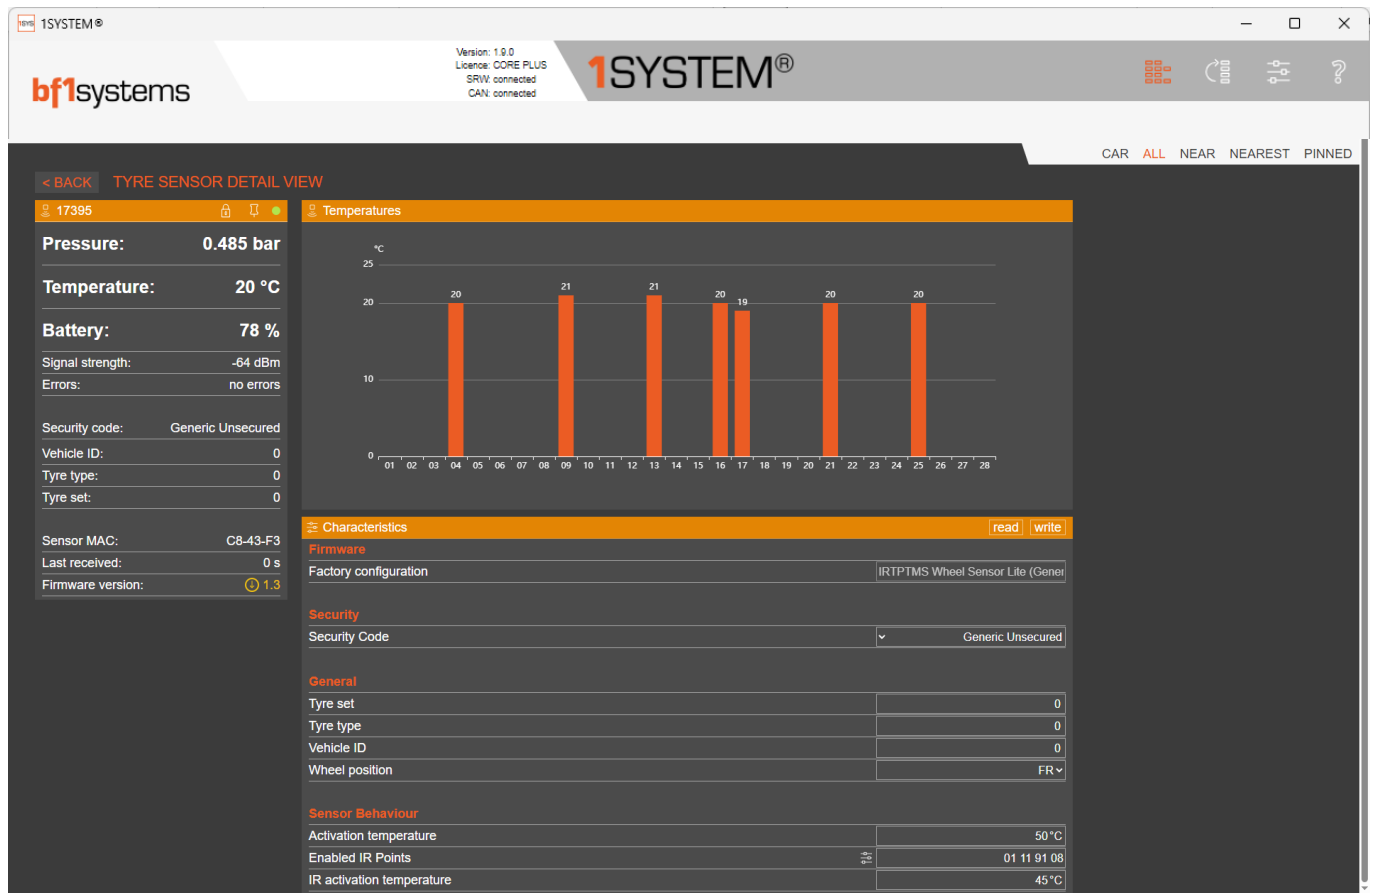 1SYS 1SYSTEM®
Version: 1.9.0
Licence: CORE PLUS
SRW: connected
CAN: connected
bf1systems
1SYSTEM®
CAR ALL NEAR NEAREST PINNED
< BACK TYRE SENSOR DETAIL VIEW
17395
Pressure: 0.485 bar
Temperature: 20 °C
Battery: 78 %
Signal strength: -64 dBm
Errors: no errors
Security code: Generic Unsecured
Vehicle ID: 0
Tyre type: 0
Tyre set: 0
Sensor MAC: C8-43-F3
Last received: 0 s
Firmware version: 1.3
Temperatures
°C
25
20
10
0
20 21 21 20 19 20 20
01 02 03 04 05 06 07 08 09 10 11 12 13 14 15 16 17 18 19 20 21 22 23 24 25 26 27 28
Characteristics read write
Firmware
Factory configuration IRTPTMS Wheel Sensor Lite (Gener
Security
Security Code Generic Unsecured
General
Tyre set 0
Tyre type 0
Vehicle ID 0
Wheel position FR
Sensor Behaviour
Activation temperature 50°C
Enabled IR Points 01 11 91 08
IR activation temperature 45°C